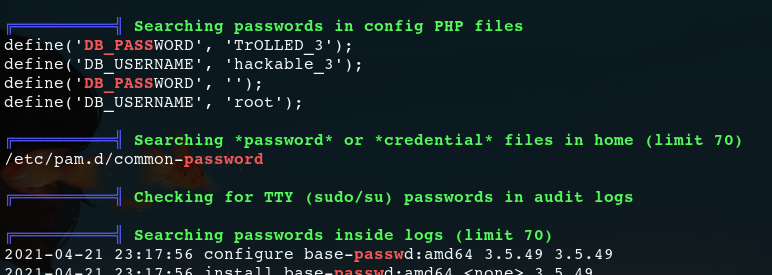 Searching passwords in config PHP files
define('DB_PASSWORD', 'TrOLLED_3');
define('DB_USERNAME', 'hackable_3');
define('DB_PASSWORD', '');
define('DB_USERNAME', 'root');
Searching *password* or *credential* files in home (limit 70)
/etc/pam.d/common-password
Checking for TTY (sudo/su) passwords in audit logs
Searching passwords inside logs (limit 70)
2021-04-21 23:17:56 configure base-passwd:amd64 3.5.49 3.5.49
2021-04-21 23:17:56 install base-passwd:amd64 <none> 3.5.49